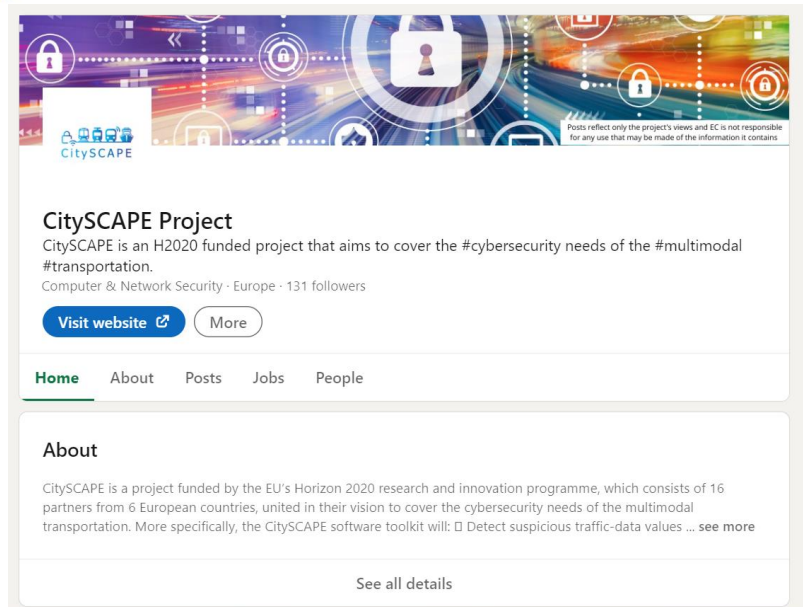 Posts reflect only the project's views and EC is not responsible
for any use that may be made of the information it contains
CitySCAPE
CitySCAPE Project
CitySCAPE is an H2020 funded project that aims to cover the #cybersecurity needs of the #multimodal
#transportation.
Computer & Network Security · Europe · 131 followers
Visit website
More
Home About Posts Jobs People
About
CitySCAPE is a project funded by the EU's Horizon 2020 research and innovation programme, which consists of 16
partners from 6 European countries, united in their vision to cover the cybersecurity needs of the multimodal
transportation. More specifically, the CitySCAPE software toolkit will: ▯ Detect suspicious traffic-data values ... see more
See all details